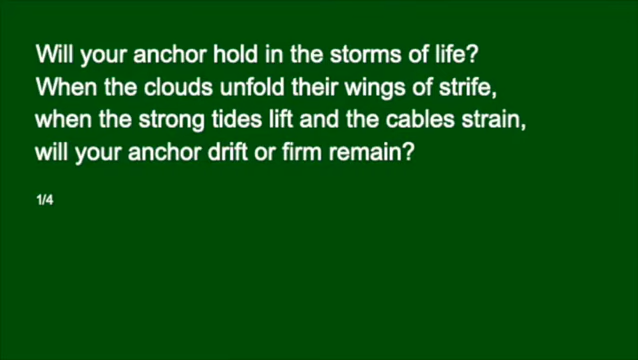 Will your anchor hold in the storms of life?
When the clouds unfold their wings of strife,
when the strong tides lift and the cables strain,
will your anchor drift or firm remain?
1/4